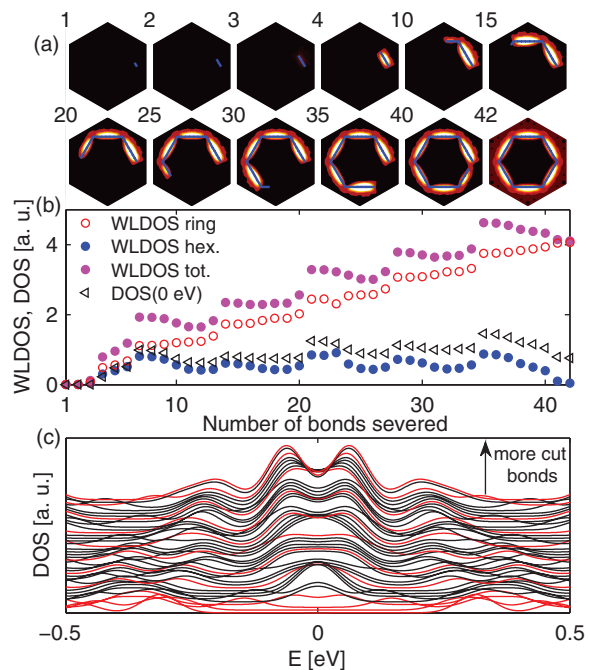 1 2 3 4 10 15
(a)
20 25 30 35 40 42
(b)
WLDOS ring
WLDOS hex.
WLDOS tot.
DOS(0 eV)
WLDOS, DOS [a. u.]
4
2
0
1 10 20 30 40
Number of bonds severed
(c)
more cut
bonds
DOS [a. u.]
−0.5 0 0.5
E [eV]